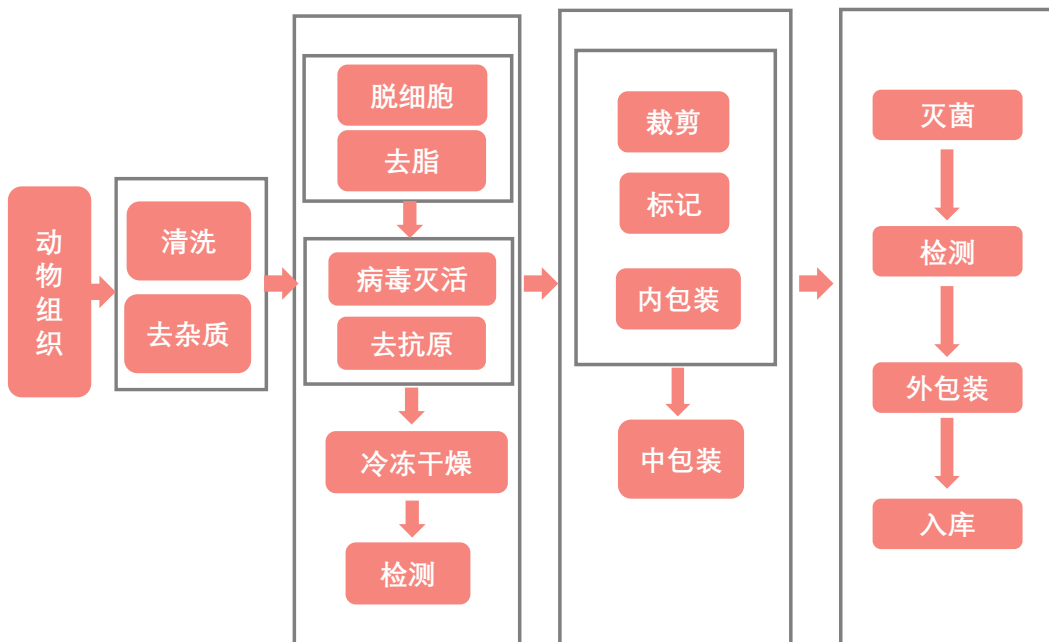 动物组织
清洗
去杂质
脱细胞
去脂
病毒灭活
去抗原
冷冻干燥
检测
裁剪
标记
内包装
中包装
灭菌
检测
外包装
入库